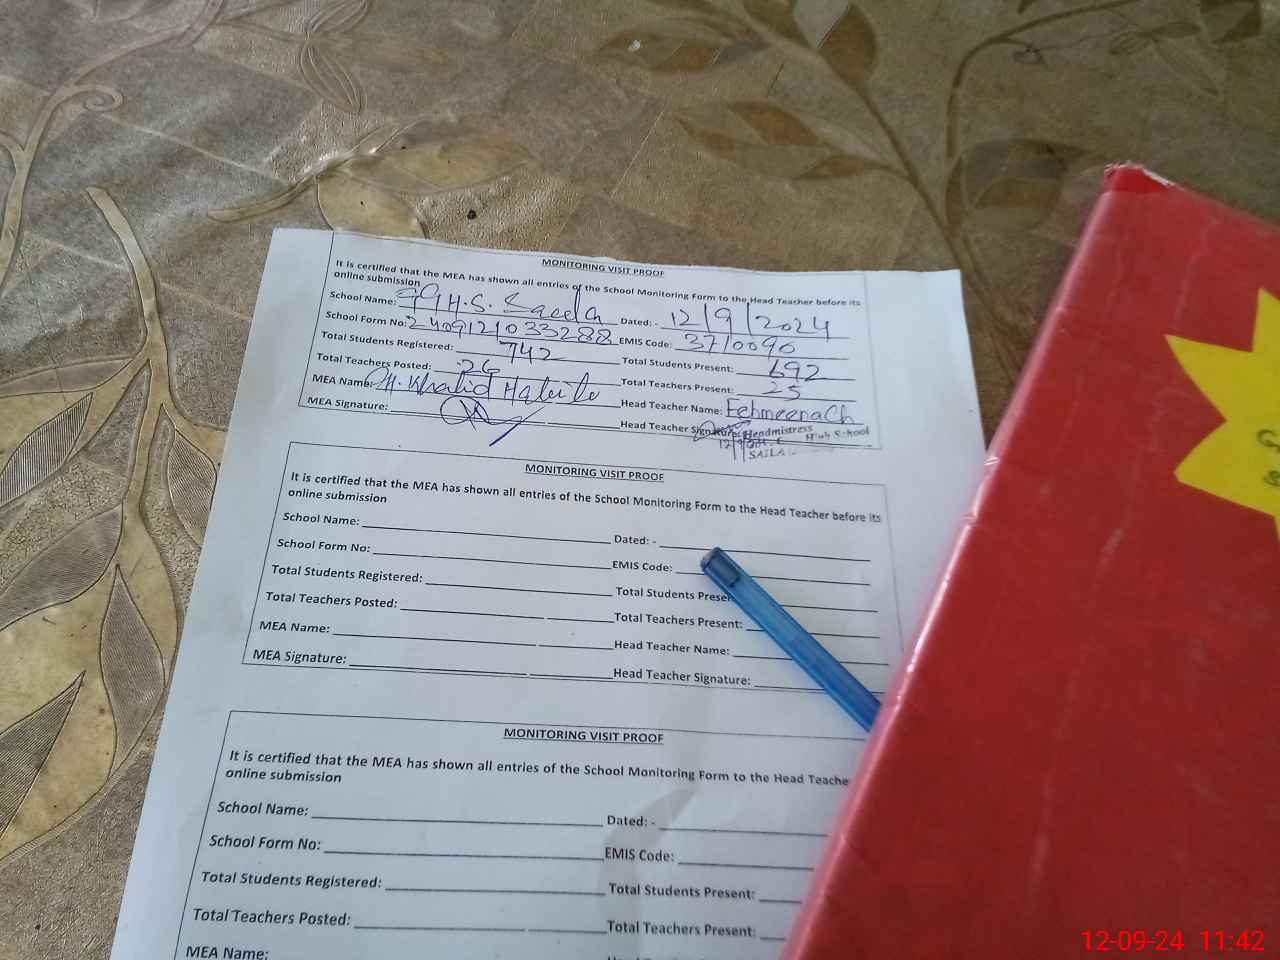 MONITORING VISIT PROOF
It is certified that the MEA has shown all entries of the School Monitoring Form to the Head Teacher before its
online submission
School Name: GGH.S. Saeela Dated: - 12/9/2024
School Form No: 240912/033288 EMIS Code: 3710090
Total Students Registered: 742 Total Students Present: 692
Total Teachers Posted: 26 Total Teachers Present: 25
MEA Name: M. Khalid Head Teacher Name:
MEA Signature: Head Teacher Signature: Headmistress
12/9 High School
SAILA
MONITORING VISIT PROOF
It is certified that the MEA has shown all entries of the School Monitoring Form to the Head Teacher before its
online submission
School Name: Dated: -
School Form No: EMIS Code:
Total Students Registered: Total Students Presen
Total Teachers Posted: Total Teachers Present:
MEA Name: Head Teacher Name:
MEA Signature: Head Teacher Signature:
MONITORING VISIT PROOF
It is certified that the MEA has shown all entries of the School Monitoring Form to the Head Teache
online submission
School Name: Dated: -
School Form No: EMIS Code:
Total Students Registered: Total Students Present:
Total Teachers Posted: Total Teachers Present:
MEA Name:
12-09-24 11:42